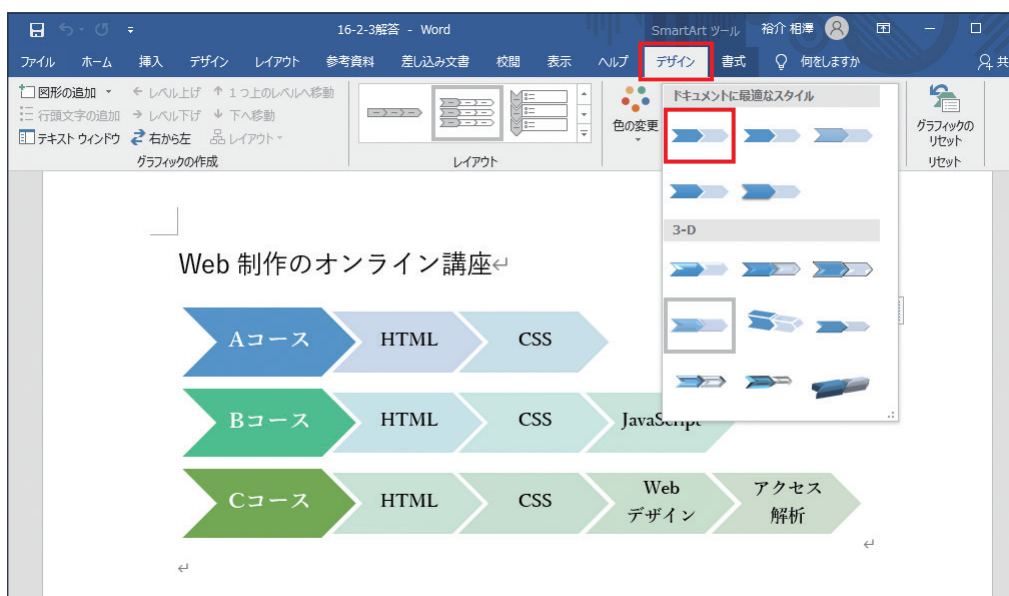 16-2-3解答 - Word
SmartArt ツール
裕介 相澤
ファイル ホーム 挿入 デザイン レイアウト 参考資料 差し込み文書 校閲 表示 ヘルプ デザイン 書式 何をしますか 共
図形の追加 レベル上げ 1つ上のレベルへ移動
行頭文字の追加 レベル下げ 下へ移動
テキスト ウィンドウ 右から左 レイアウト
グラフィックの作成
レイアウト
色の変更
ドキュメントに最適なスタイル
3-D
グラフィックの
リセット
リセット
Web 制作のオンライン講座↵
Aコース HTML CSS
Bコース HTML CSS JavaScript
Cコース HTML CSS Web
デザイン アクセス
解析
↵
↵